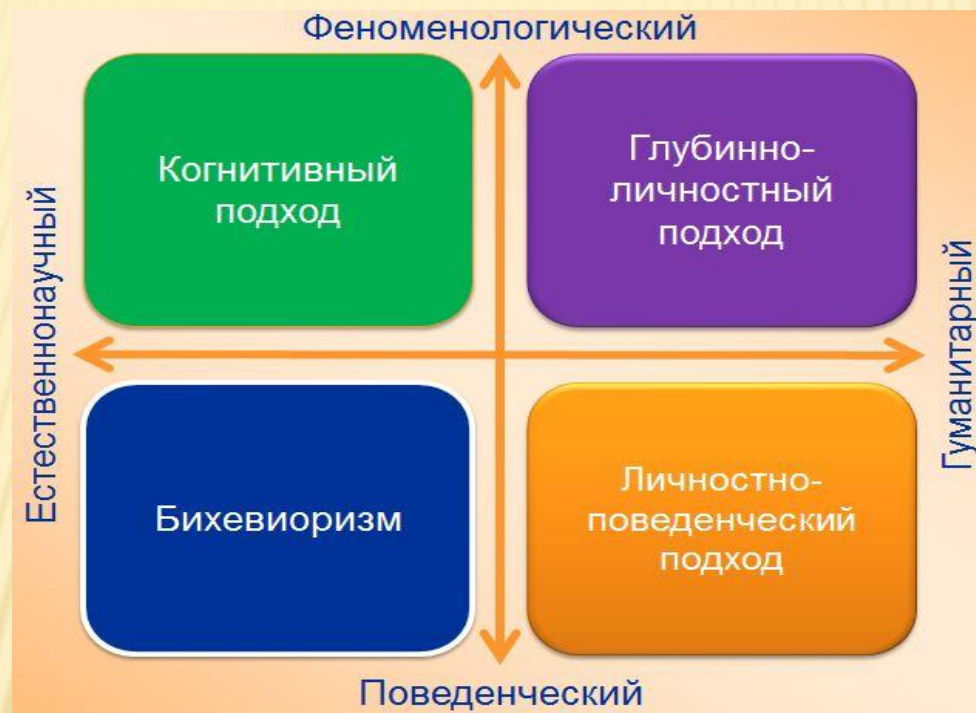 Феноменологический
Естественнонаучный
Когнитивный
подход
Глубинно-
личностный
подход
Гуманитарный
Бихевиоризм
Личностно-
поведенческий
подход
Поведенческий